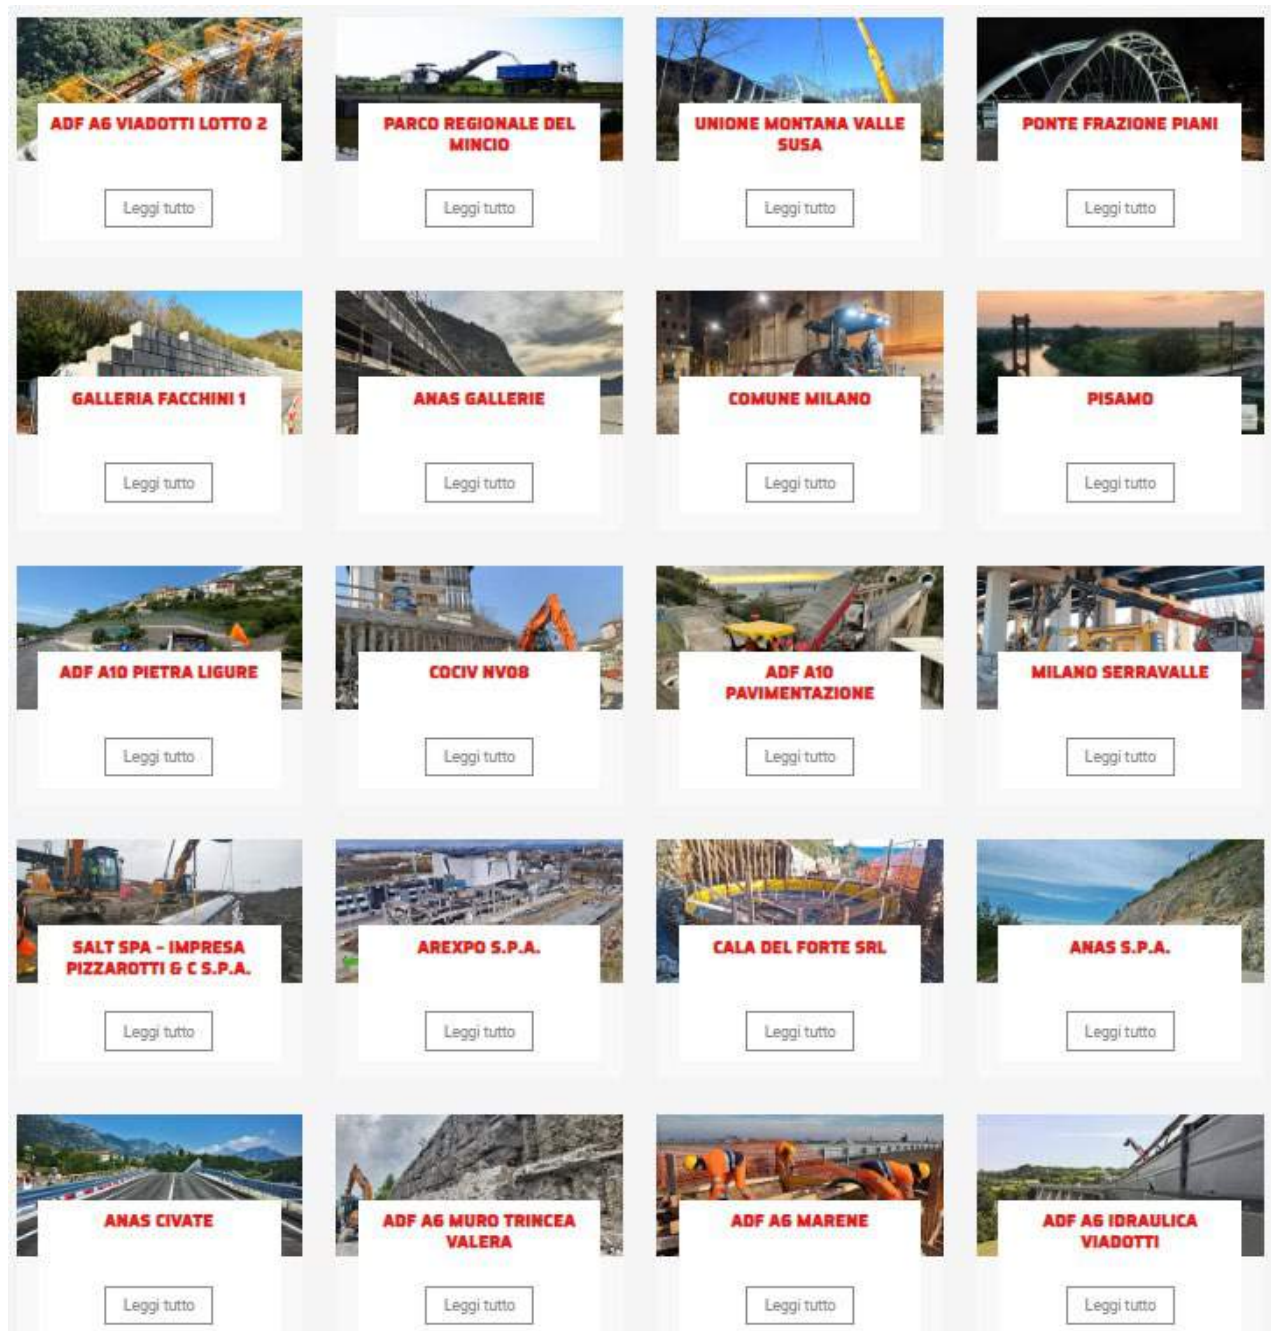 ADF A6 VIADOTTI LOTTO 2
Leggi tutto
PARCO REGIONALE DEL
MINCIO
Leggi tutto
UNIONE MONTANA VALLE
SUSA
Leggi tutto
PONTE FRAZIONE PIANI
Leggi tutto
GALLERIA FACCHINI 1
Leggi tutto
ANAS GALLERIE
Leggi tutto
COMUNE MILANO
Leggi tutto
PISAMO
Leggi tutto
ADF A10 PIETRA LIGURE
Leggi tutto
COCIV NV08
Leggi tutto
ADF A10
PAVIMENTAZIONE
Leggi tutto
MILANO SERRAVALLE
Leggi tutto
SALT SPA - IMPRESA
PIZZAROTTI & C S.P.A.
Leggi tutto
AREXPO S.P.A.
Leggi tutto
CALA DEL FORTE SRL
Leggi tutto
ANAS S.P.A.
Leggi tutto
ANAS CIVATE
Leggi tutto
ADF A6 MURO TRINCEA
VALERA
Leggi tutto
ADF A6 MARENE
Leggi tutto
ADF A6 IDRAULICA
VIADOTTI
Leggi tutto